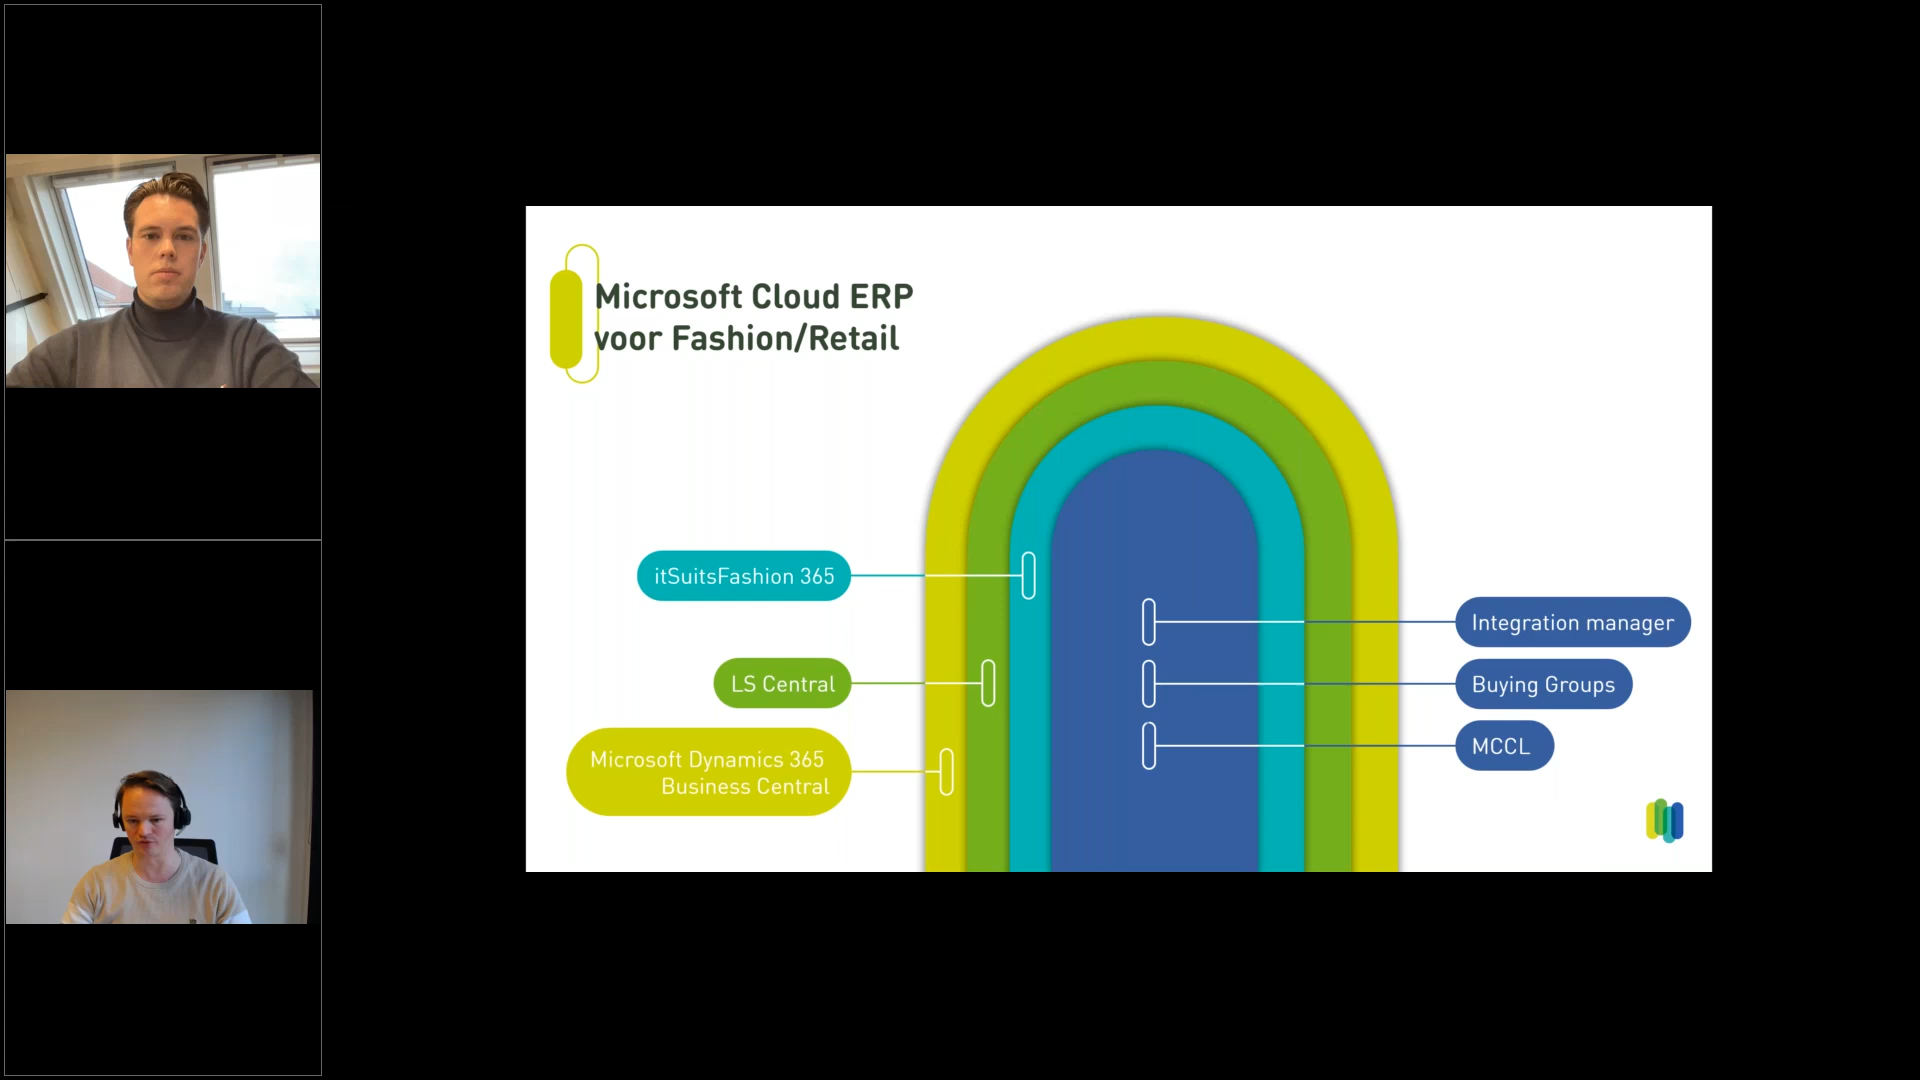 Microsoft Cloud ERP
voor Fashion/Retail
itSuitsFashion 365
LS Central
Microsoft Dynamics 365
Business Central
Integration manager
Buying Groups
MCCL